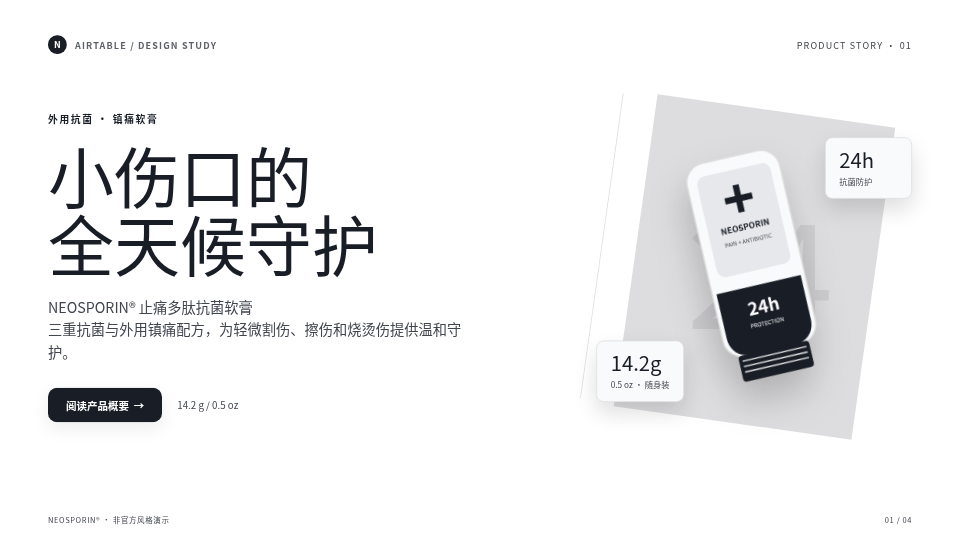 N AIRTABLE / DESIGN STUDY
PRODUCT STORY • 01
外用抗菌 • 镇痛软膏
小伤口的
全天候守护
NEOSPORIN® 止痛多肽抗菌软膏
三重抗菌与外用镇痛配方，为轻微割伤、擦伤和烧烫伤提供温和守
护。
阅读产品概要 →
14.2 g / 0.5 oz
24h
抗菌防护
NEOSPORIN
PAIN + ANTIBIOTIC
24h
PROTECTION
14.2g
0.5 oz • 随身装
NEOSPORIN® • 非官方风格演示
01 / 04